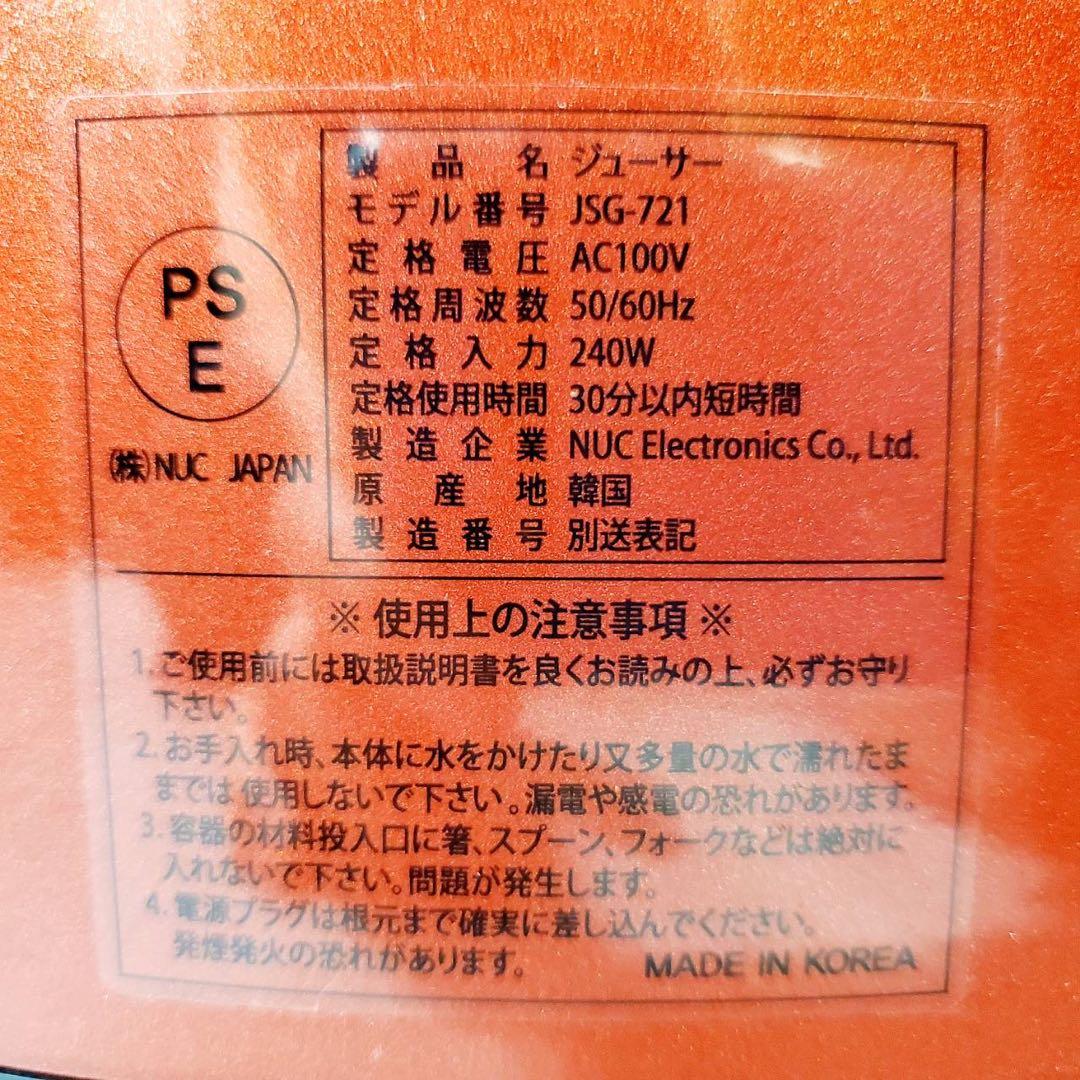 PS
E
(株)NUC JAPAN
製品名 ジューサー
モデル番号 JSG-721
定格電圧 AC100V
定格周波数 50/60Hz
定格入力 240W
定格使用時間 30分以内短時間
製造企業 NUC Electronics Co., Ltd.
原産地 韓国
製造番号 別送表記
※ 使用上の注意事項 ※
1. ご使用前には取扱説明書を良くお読みの上、必ずお守り
下さい。
2. お手入れ時、本体に水をかけたり又多量の水で濡れたま
までは 使用しないで下さい。漏電や感電の恐れがあります。
3. 容器の材料投入口に箸、スプーン、フォークなどは絶対に
入れないで下さい。問題が発生します。
4. 電源プラグは根元まで確実に差し込んでください。
発煙発火の恐れがあります。
MADE IN KOREA